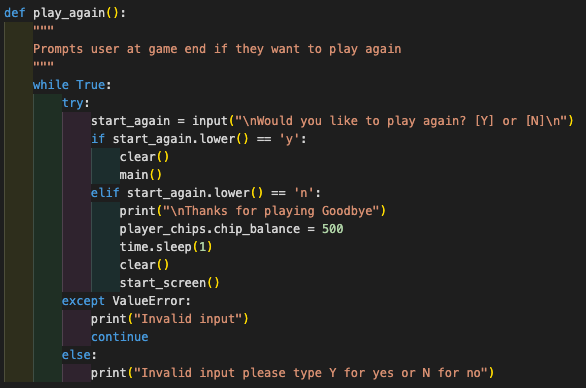 def play_again():
    """
    Prompts user at game end if they want to play again
    """
    while True:
        try:
            start_again = input("\nWould you like to play again? [Y] or [N]\n")
            if start_again.lower() == 'y':
                clear()
                main()
            elif start_again.lower() == 'n':
                print("\nThanks for playing Goodbye")
                player_chips.chip_balance = 500
                time.sleep(1)
                clear()
                start_screen()
        except ValueError:
            print("Invalid input")
            continue
        else:
            print("Invalid input please type Y for yes or N for no")